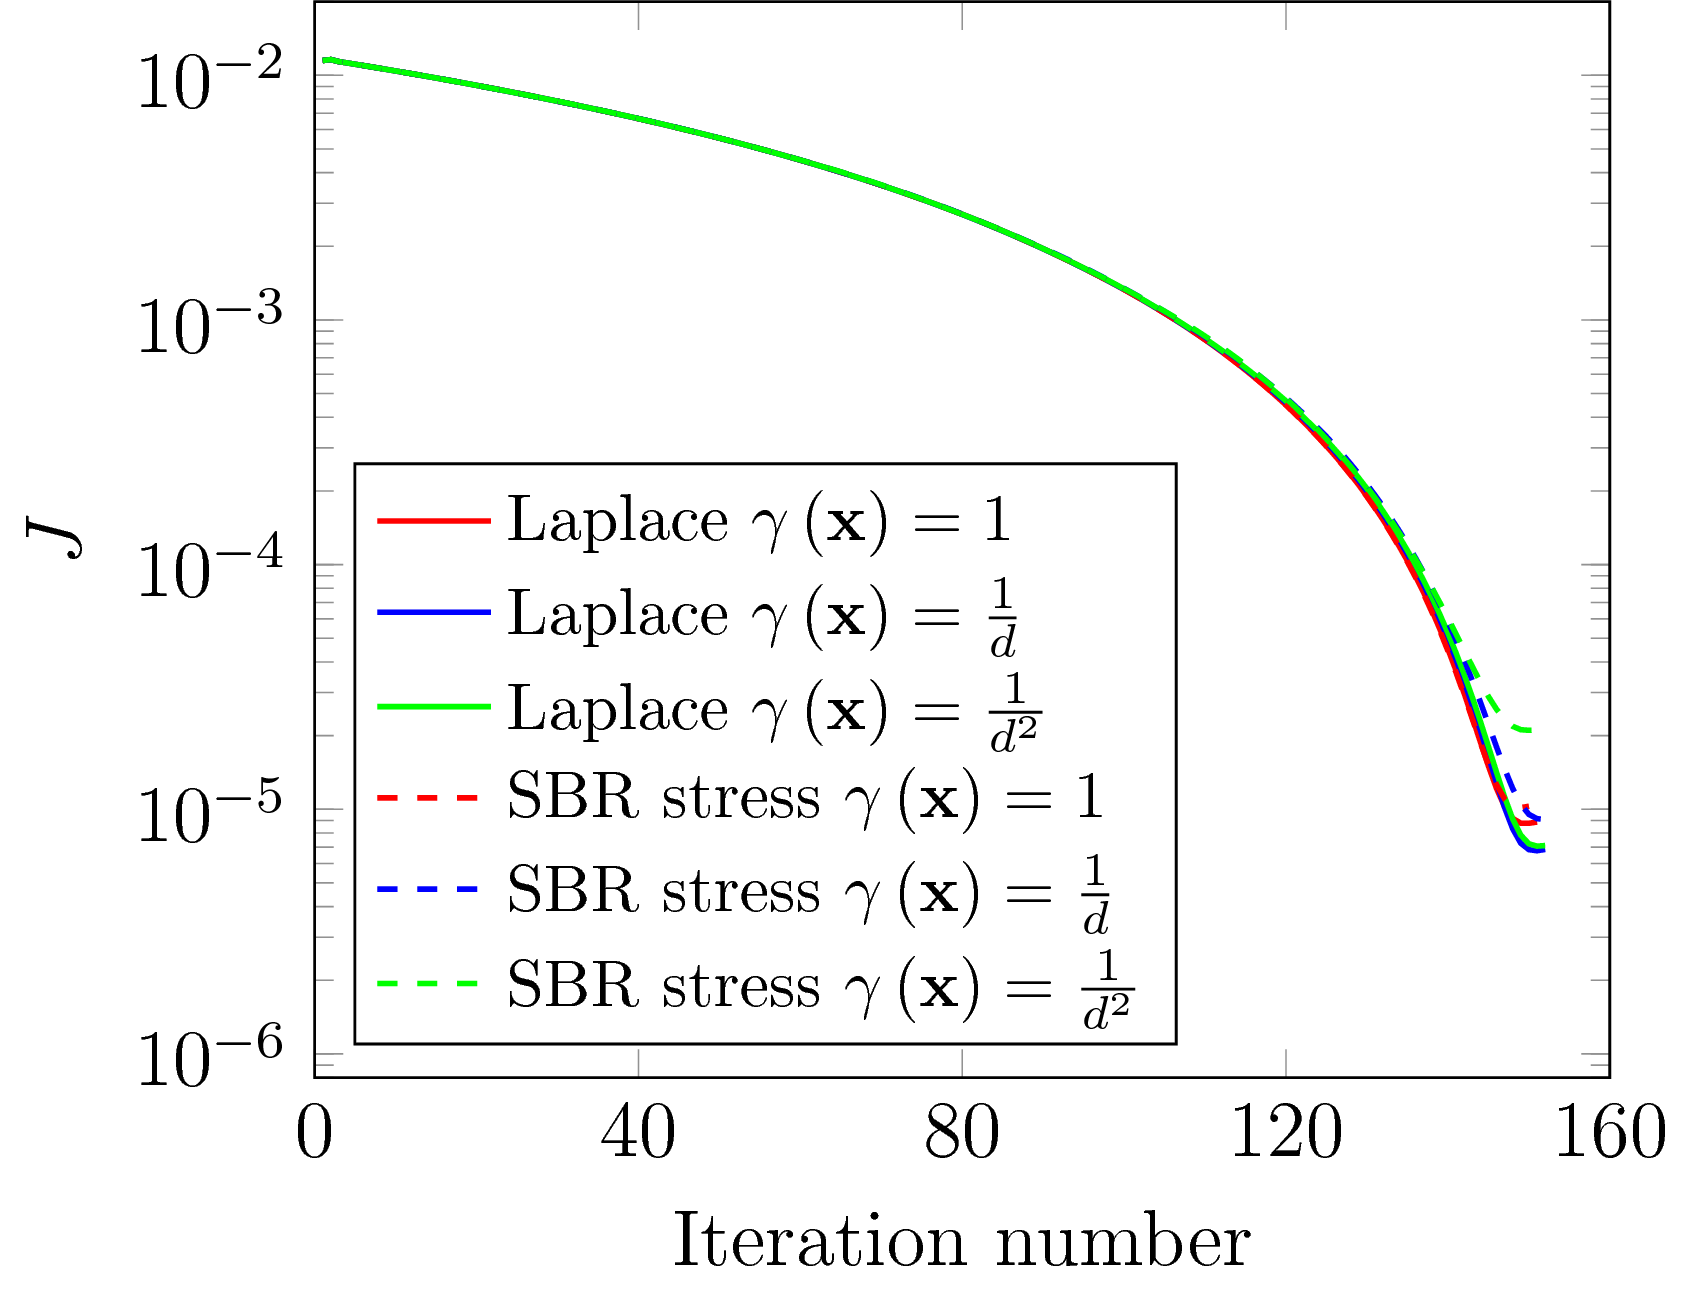 10⁻²
10⁻³
10⁻⁴
10⁻⁵
10⁻⁶
J
Laplace γ (x) = 1
Laplace γ (x) = 1/d
Laplace γ (x) = 1/d²
SBR stress γ (x) = 1
SBR stress γ (x) = 1/d
SBR stress γ (x) = 1/d²
0 40 80 120 160
Iteration number